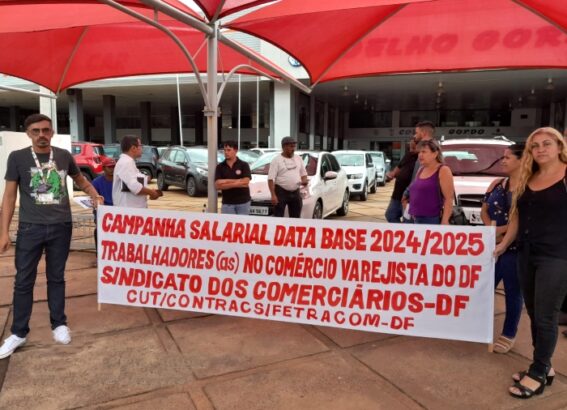 CAMPANHA SALARIAL DATA BASE 2024/2025
TRABALHADORES(as) NO COMÉRCIO VAREJISTA DO DF
SINDICATO DOS COMERCIÁRIOS-DF
CUT/CONTRACS/FETRACOM-DF